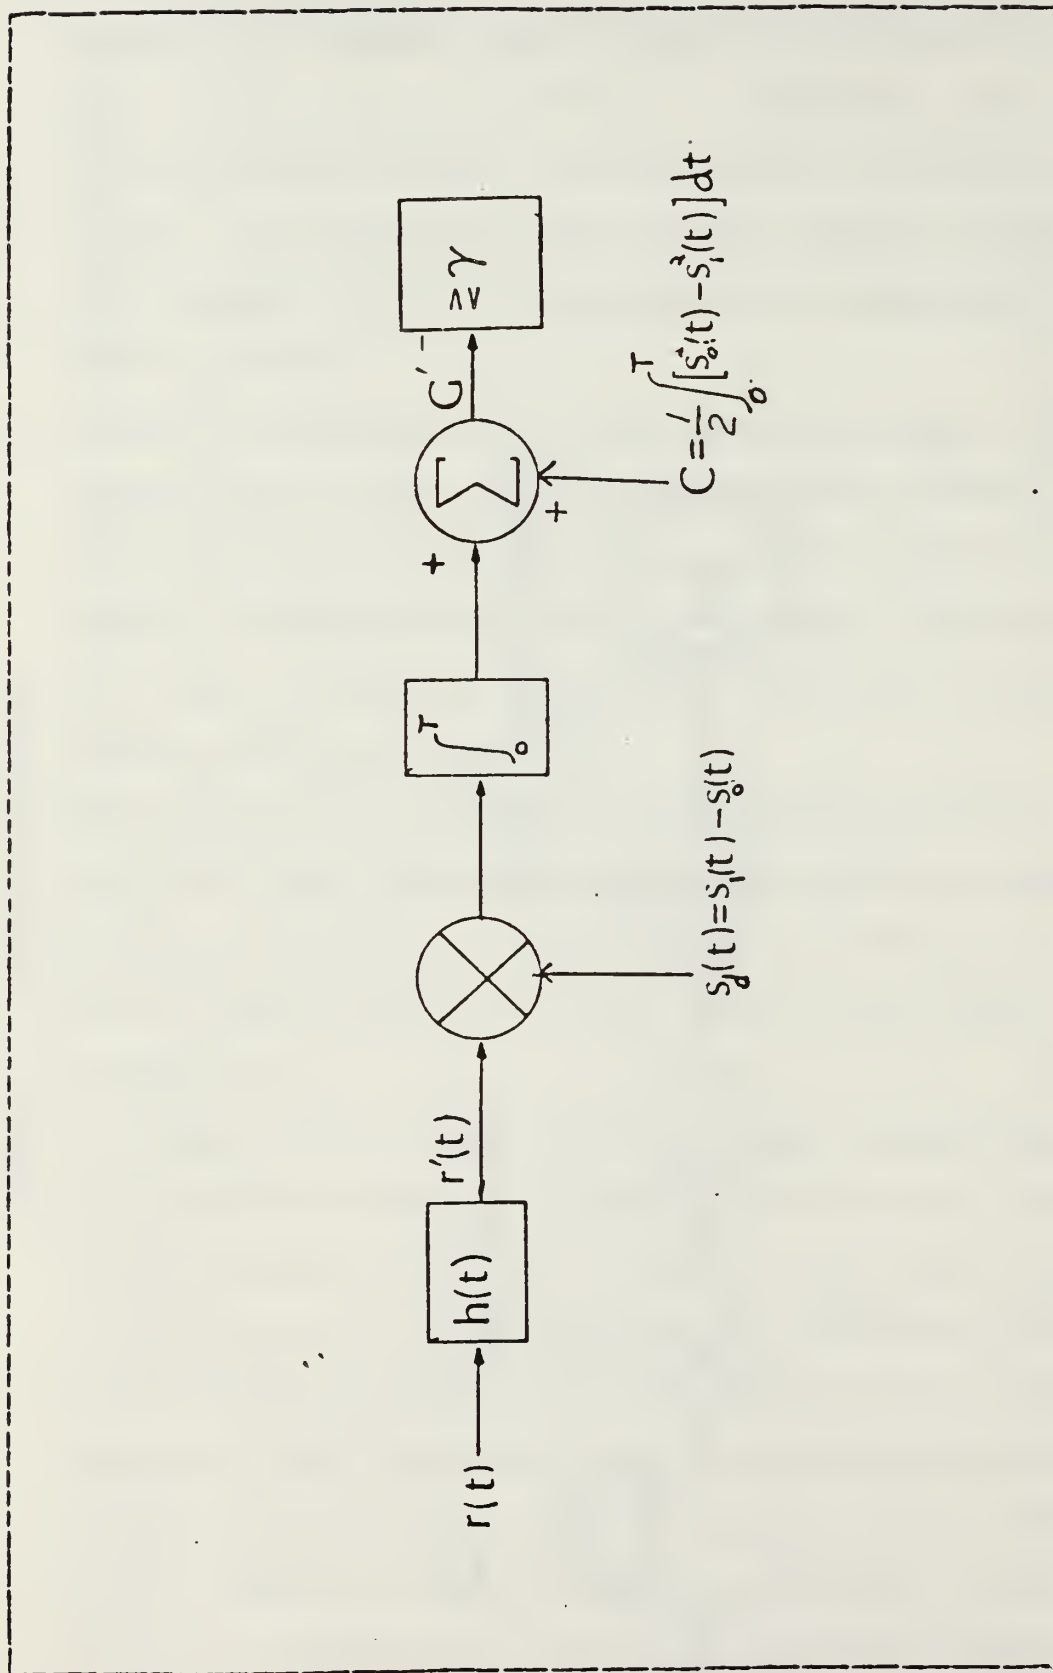 r(t)
h(t)
r'(t)
s_d(t)=s_1(t)−s_0(t)
∫_0^T
+
+
Σ
C=1/2 ∫_0^T [s_0^2(t)−s_1^2(t)]dt
G'
≷ γ